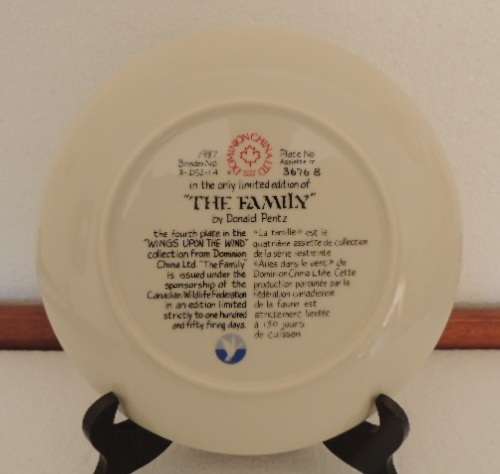 1987
Bradex No.
DOMINION CHINA LTD.
Plate No
Assiette nº
3676 B
in the only limited edition of
"THE FAMILY"
by Donald Pentz
the fourth plate in the
"WINGS UPON THE WIND"
collection from Dominion
China Ltd. "The Family"
is issued under the
sponsorship of the
Canadian Wildlife Federation
in an edition limited
strictly to one hundred
and fifty firing days.
"La famille" est la
quatrième assiette de collection
de la série restreinte
"Ailes dans le vent" de
Dominion China Ltée. Cette
production parrainée par la
Fédération canadienne
de la faune est
strictement limitée
à 150 jours
de cuisson